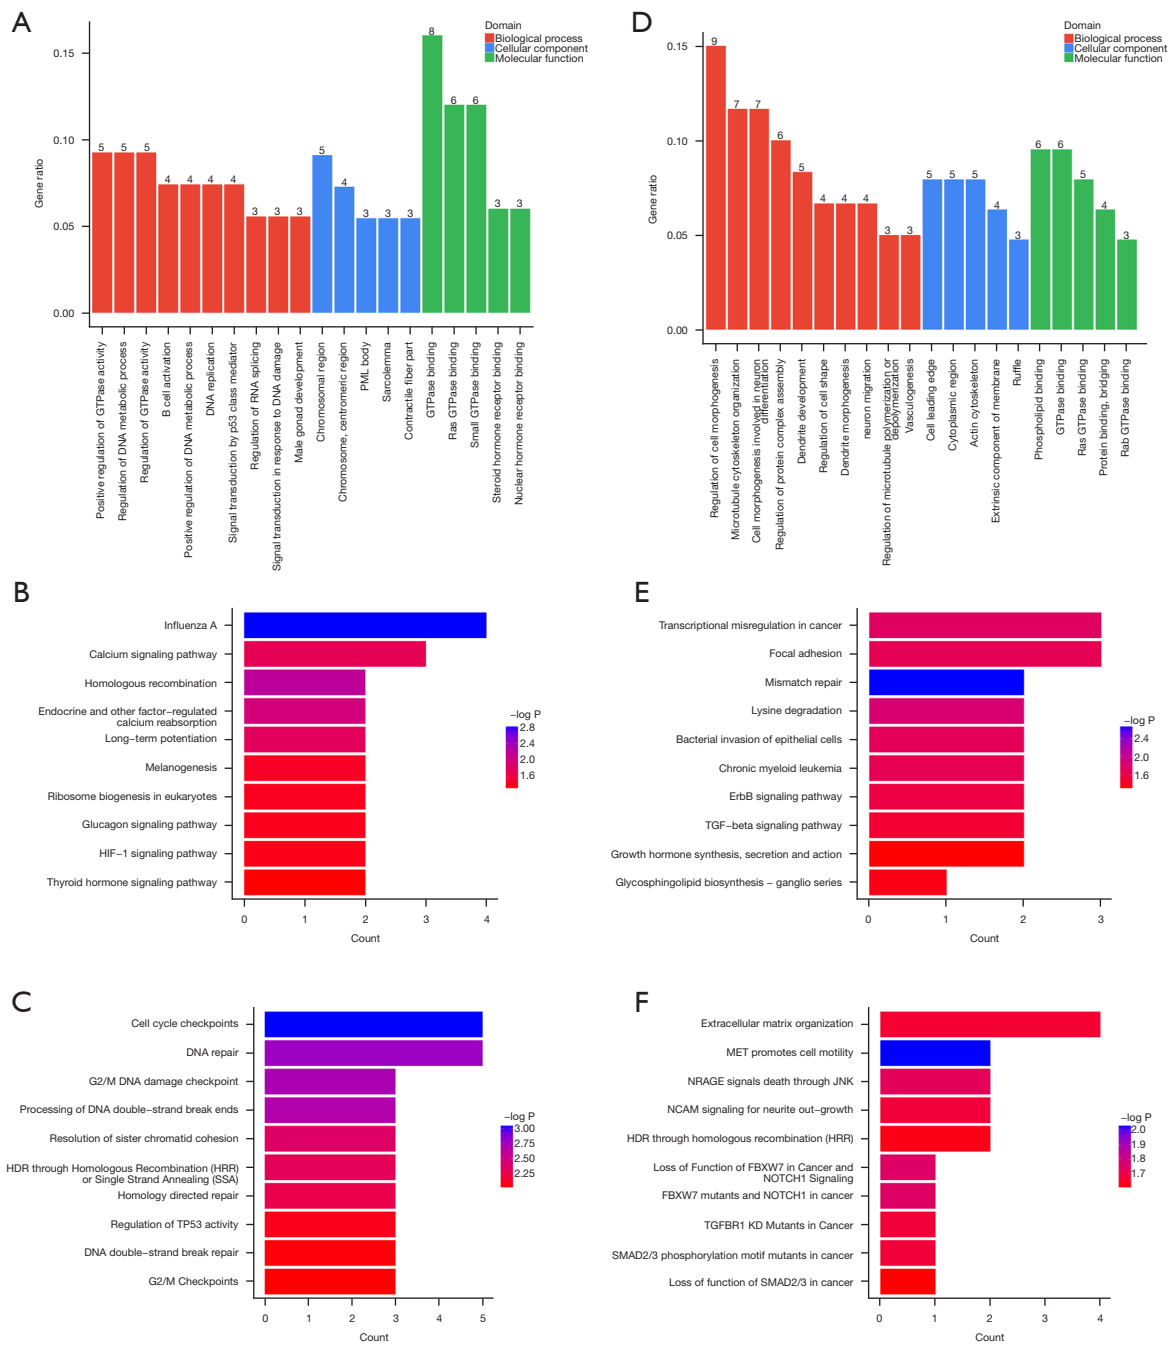 A
Domain
Biological process
Cellular component
Molecular function
Gene ratio
0.15
0.10
0.05
0.00
5
5
5
4
4
4
4
3
3
3
5
4
3
3
3
8
6
6
3
3
Positive regulation of GTPase activity
Regulation of DNA metabolic process
Regulation of GTPase activity
B cell activation
Positive regulation of DNA metabolic process
DNA replication
Signal transduction by p53 class mediator
Regulation of RNA splicing
Signal transduction in response to DNA damage
Male gonad development
Chromosomal region
Chromosome, centromeric region
PML body
Sarcolemma
Contractile fiber part
GTPase binding
Ras GTPase binding
Small GTPase binding
Steroid hormone receptor binding
Nuclear hormone receptor binding
D
Domain
Biological process
Cellular component
Molecular function
Gene ratio
0.15
0.10
0.05
0.00
9
7
7
6
5
4
4
4
3
3
5
5
5
4
3
6
6
5
4
3
Regulation of cell morphogenesis
Microtubule cytoskeleton organization
Cell morphogenesis involved in neuron
differentiation
Regulation of protein complex assembly
Dendrite development
Regulation of cell shape
Dendrite morphogenesis
neuron migration
Regulation of microtubule polymerization or
depolymerization
Vasculogenesis
Cell leading edge
Cytoplasmic region
Actin cytoskeleton
Extrinsic component of membrane
Ruffle
Phospholipid binding
GTPase binding
Ras GTPase binding
Protein binding, bridging
Rab GTPase binding
B
Influenza A
Calcium signaling pathway
Homologous recombination
Endocrine and other factor−regulated
calcium reabsorption
Long−term potentiation
Melanogenesis
Ribosome biogenesis in eukaryotes
Glucagon signaling pathway
HIF−1 signaling pathway
Thyroid hormone signaling pathway
0 1 2 3 4
Count
−log P
2.8
2.4
2.0
1.6
E
Transcriptional misregulation in cancer
Focal adhesion
Mismatch repair
Lysine degradation
Bacterial invasion of epithelial cells
Chronic myeloid leukemia
ErbB signaling pathway
TGF−beta signaling pathway
Growth hormone synthesis, secretion and action
Glycosphingolipid biosynthesis − ganglio series
0 1 2 3
Count
−log P
2.4
2.0
1.6
C
Cell cycle checkpoints
DNA repair
G2/M DNA damage checkpoint
Processing of DNA double−strand break ends
Resolution of sister chromatid cohesion
HDR through Homologous Recombination (HRR)
or Single Strand Annealing (SSA)
Homology directed repair
Regulation of TP53 activity
DNA double−strand break repair
G2/M Checkpoints
0 1 2 3 4 5
Count
−log P
3.00
2.75
2.50
2.25
F
Extracellular matrix organization
MET promotes cell motility
NRAGE signals death through JNK
NCAM signaling for neurite out−growth
HDR through homologous recombination (HRR)
Loss of Function of FBXW7 in Cancer and
NOTCH1 Signaling
FBXW7 mutants and NOTCH1 in cancer
TGFBR1 KD Mutants in Cancer
SMAD2/3 phosphorylation motif mutants in cancer
Loss of function of SMAD2/3 in cancer
0 1 2 3 4
Count
−log P
2.0
1.9
1.8
1.7